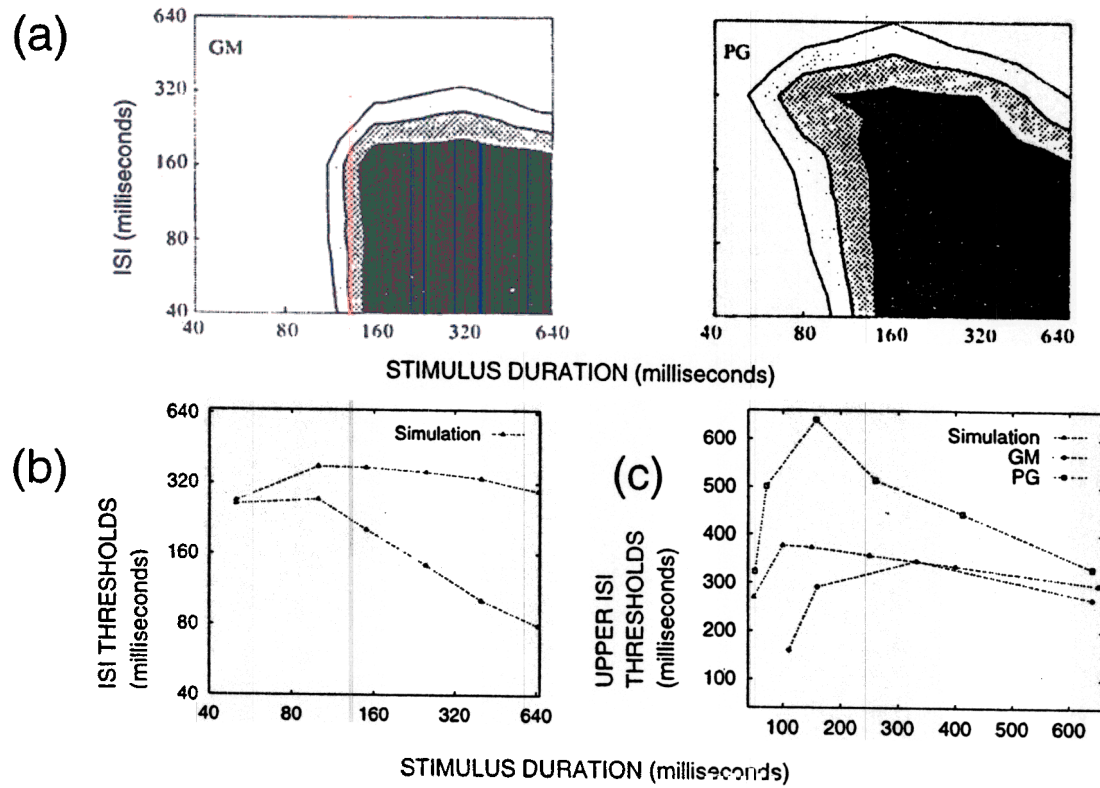 (a)
GM
PG
ISI (milliseconds)
640
320
160
80
40
40 80 160 320 640
40 80 160 320 640
STIMULUS DURATION (milliseconds)
(b)
ISI THRESHOLDS
(milliseconds)
640
320
160
80
40
40 80 160 320 640
Simulation
(c)
UPPER ISI
THRESHOLDS
(milliseconds)
600
500
400
300
200
100
100 200 300 400 500 600
Simulation
GM
PG
STIMULUS DURATION (milliseconds)